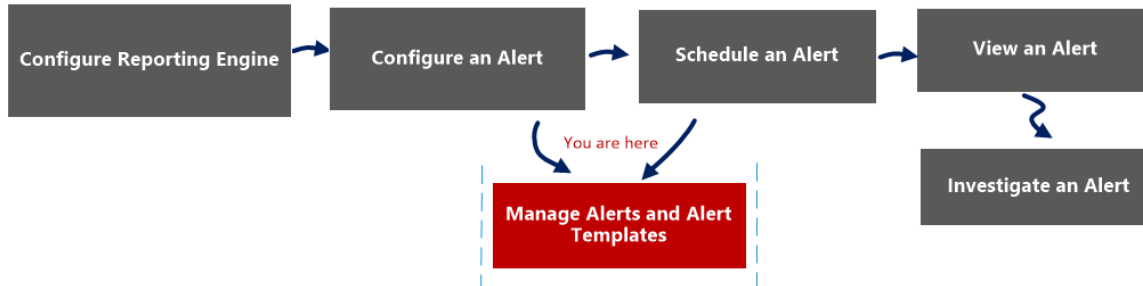 Configure Reporting Engine
Configure an Alert
Schedule an Alert
View an Alert
You are here
Manage Alerts and Alert
Templates
Investigate an Alert